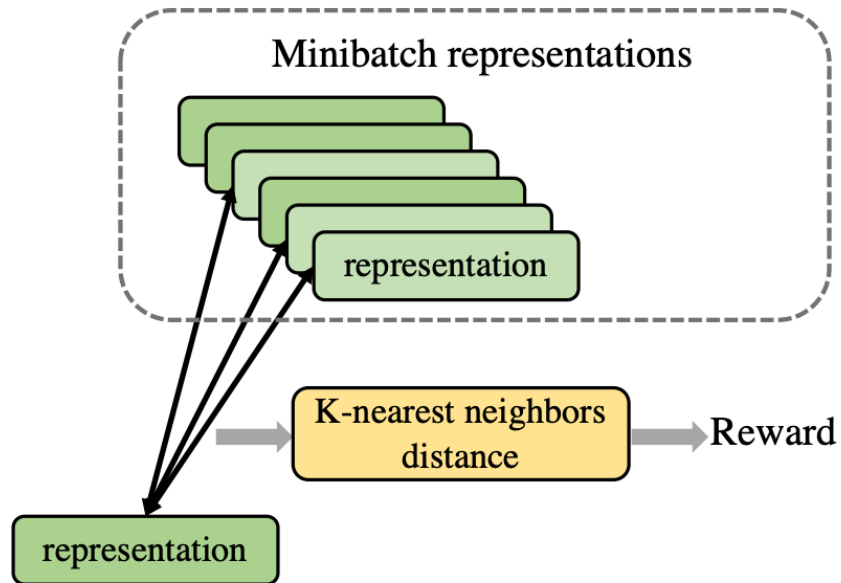 Minibatch representations
representation
K-nearest neighbors
distance
Reward
representation